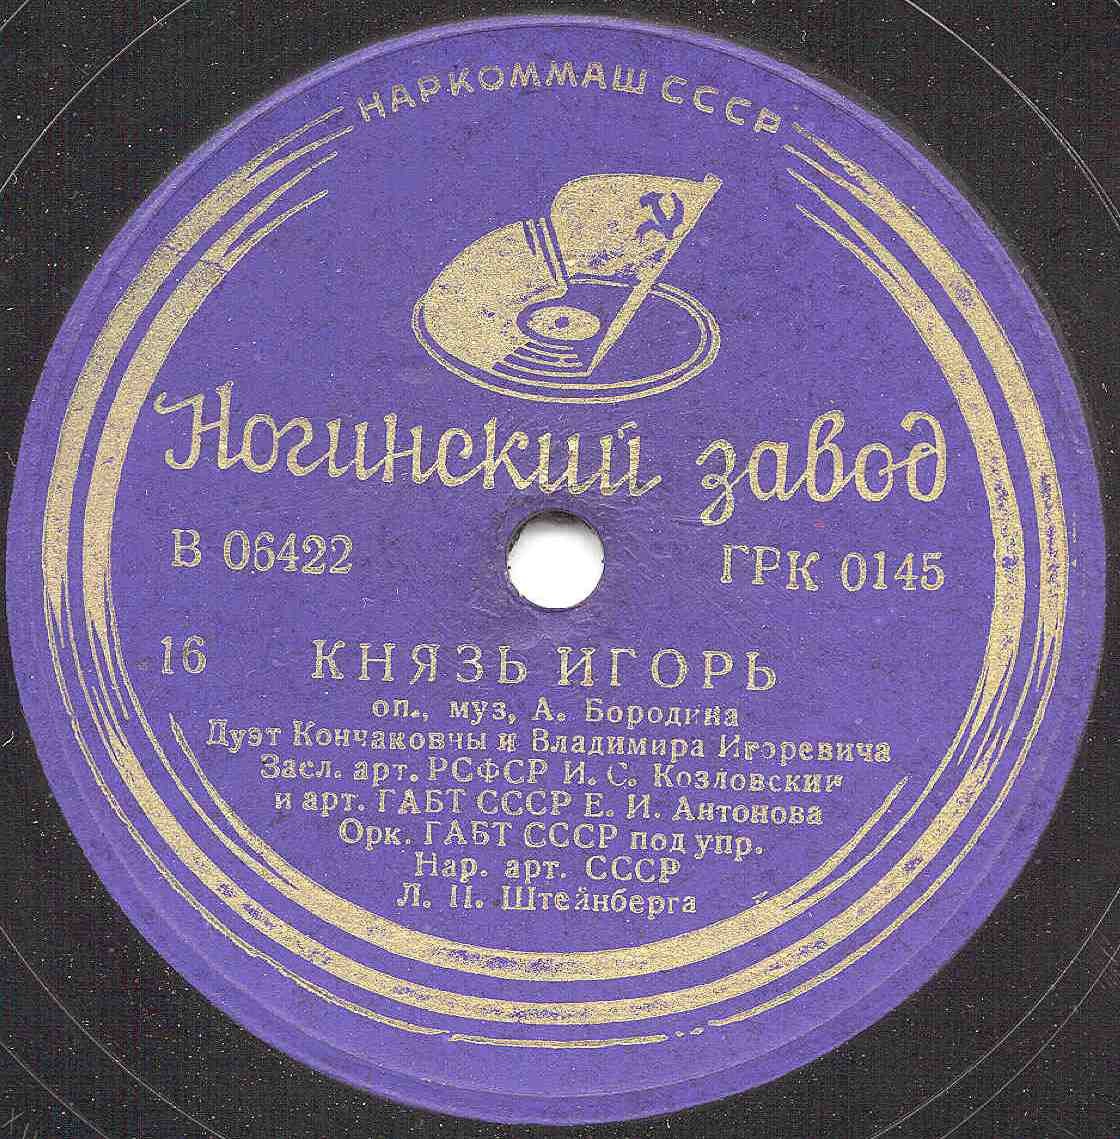 НАРКОММАШ СССР
Ногинский завод
В 06422 ГРК 0145
16 КНЯЗЬ ИГОРЬ
оп., муз, А. Бородина
Дуэт Кончаковчы и Владимира Игоревича
Засл. арт. РСФСР И. С. Козловский
и арт. ГАБТ СССР Е. И. Антонова
Орк. ГАБТ СССР под упр.
Нар. арт. СССР
Л. П. Штейнберга